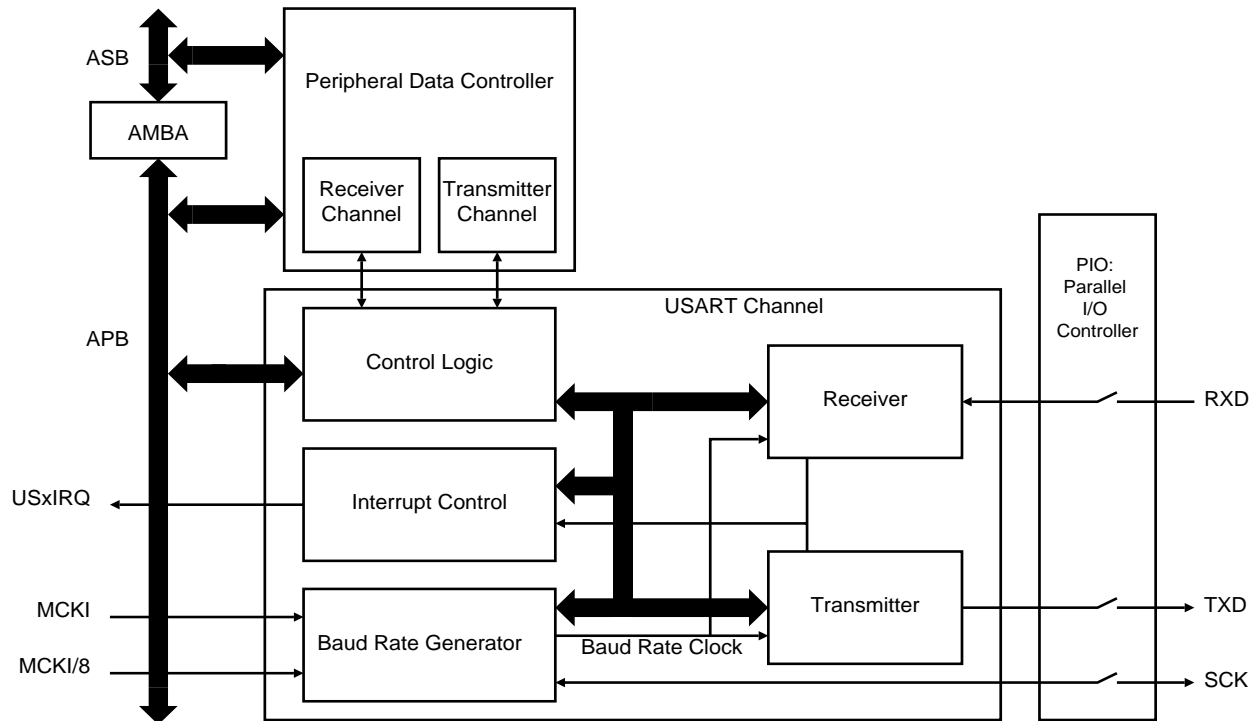 ASB
Peripheral Data Controller
AMBA
Receiver
Channel
Transmitter
Channel
PIO:
Parallel
I/O
Controller
USART Channel
APB
Control Logic
Receiver
RXD
USxIRQ
Interrupt Control
MCKI
Transmitter
TXD
Baud Rate Generator
Baud Rate Clock
MCKI/8
SCK